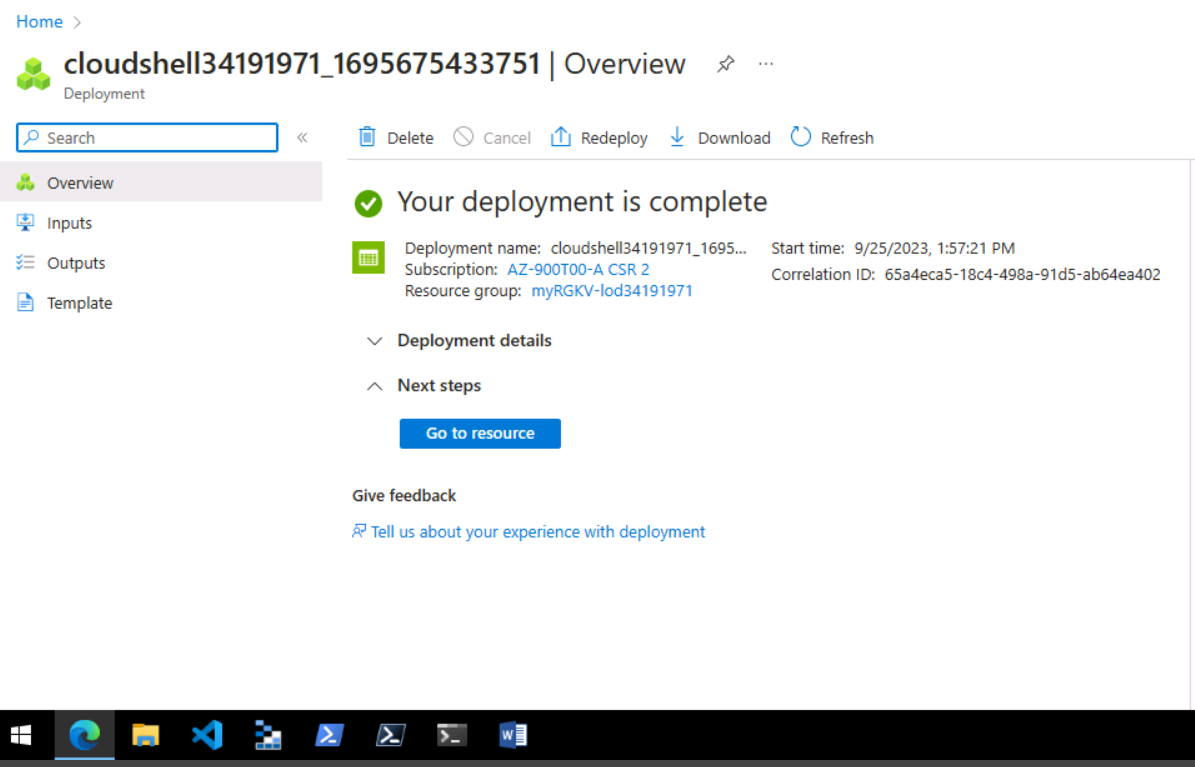 Home >
cloudshell34191971_1695675433751 | Overview
Deployment
Search
«
Delete Cancel Redeploy Download Refresh
Overview
Inputs
Outputs
Template
Your deployment is complete
Deployment name: cloudshell34191971_1695...
Subscription: AZ-900T00-A CSR 2
Resource group: myRGKV-lod34191971
Start time: 9/25/2023, 1:57:21 PM
Correlation ID: 65a4eca5-18c4-498a-91d5-ab64ea402
Deployment details
Next steps
Go to resource
Give feedback
Tell us about your experience with deployment